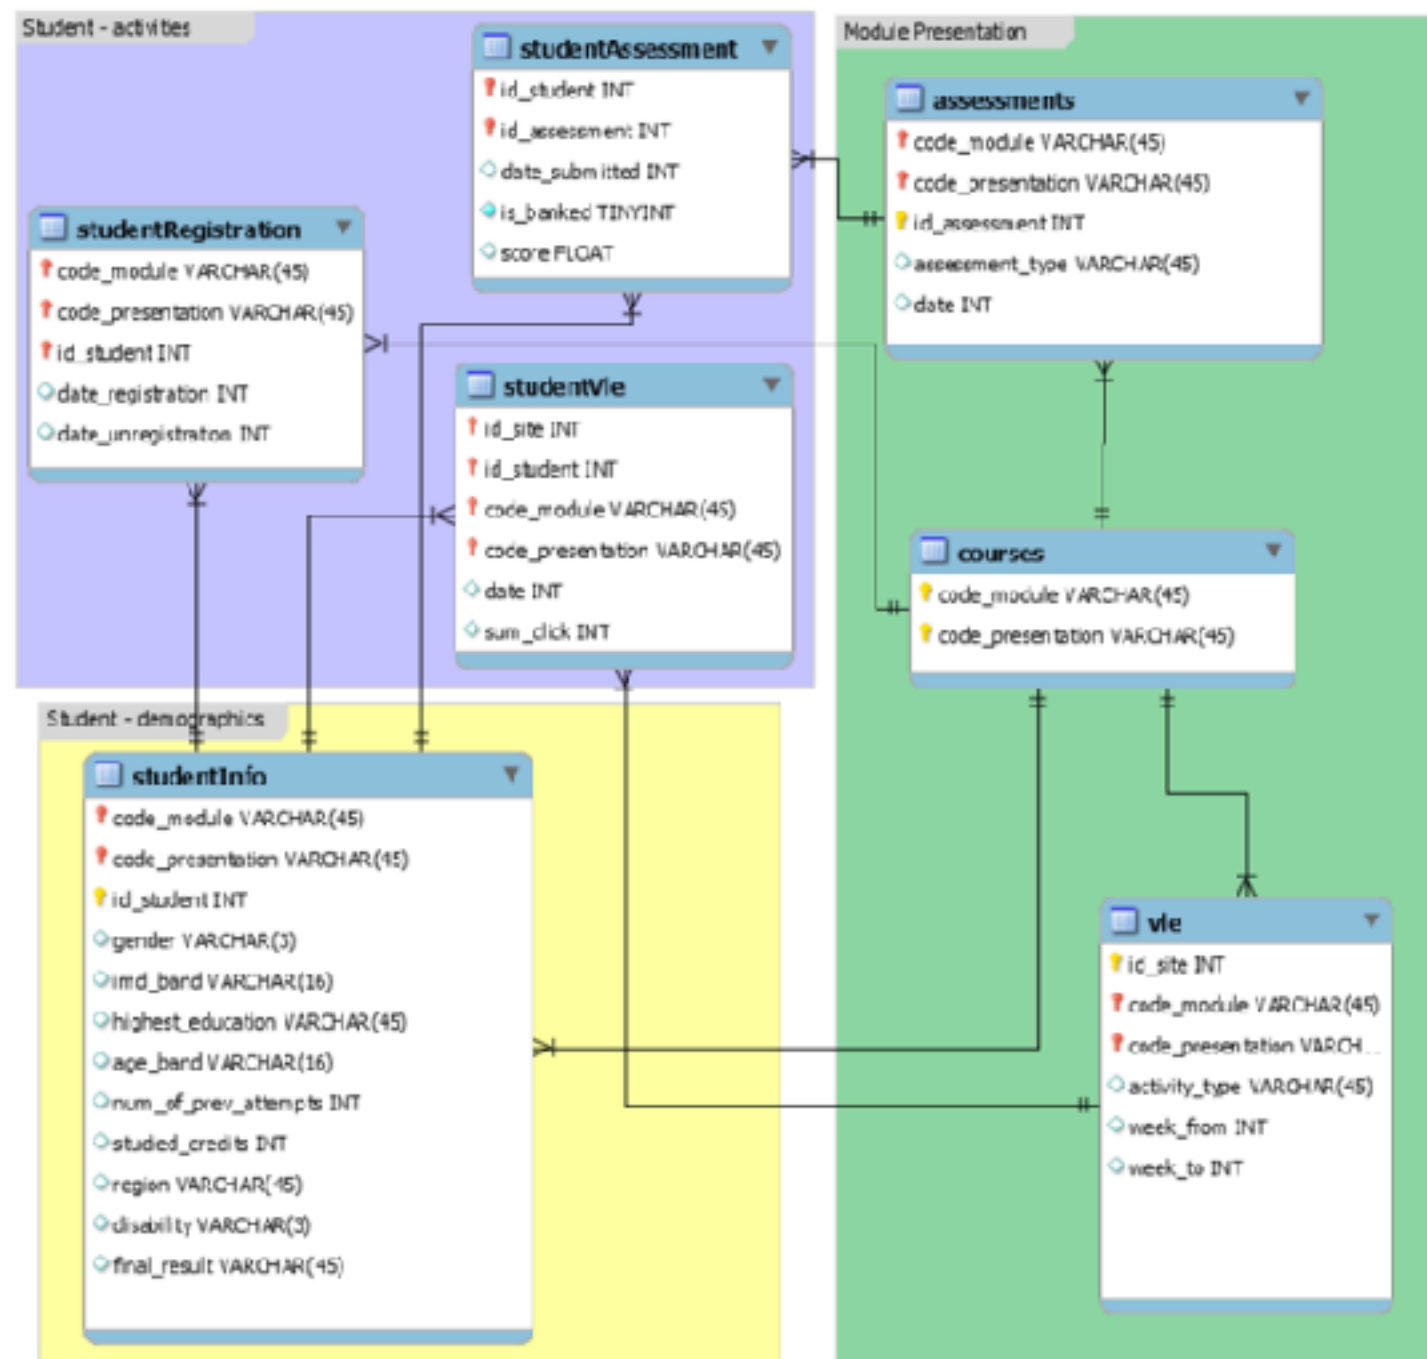 Student - activities
studentAssessment
id_student INT
id_assessment INT
date_submitted INT
is_banked TINYINT
score FLOAT
studentRegistration
code_module VARCHAR(45)
code_presentation VARCHAR(45)
id_student INT
date_registration INT
date_unregistration INT
studentVle
id_site INT
id_student INT
code_module VARCHAR(45)
code_presentation VARCHAR(45)
date INT
sum_click INT
Student - demographics
studentInfo
code_module VARCHAR(45)
code_presentation VARCHAR(45)
id_student INT
gender VARCHAR(3)
imd_band VARCHAR(16)
highest_education VARCHAR(45)
age_band VARCHAR(16)
num_of_prev_attempts INT
studied_credits INT
region VARCHAR(45)
disability VARCHAR(3)
final_result VARCHAR(45)
Module Presentation
assessments
code_module VARCHAR(45)
code_presentation VARCHAR(45)
id_assessment INT
assessment_type VARCHAR(45)
date INT
courses
code_module VARCHAR(45)
code_presentation VARCHAR(45)
vle
id_site INT
code_module VARCHAR(45)
code_presentation VARCH...
activity_type VARCHAR(45)
week_from INT
week_to INT